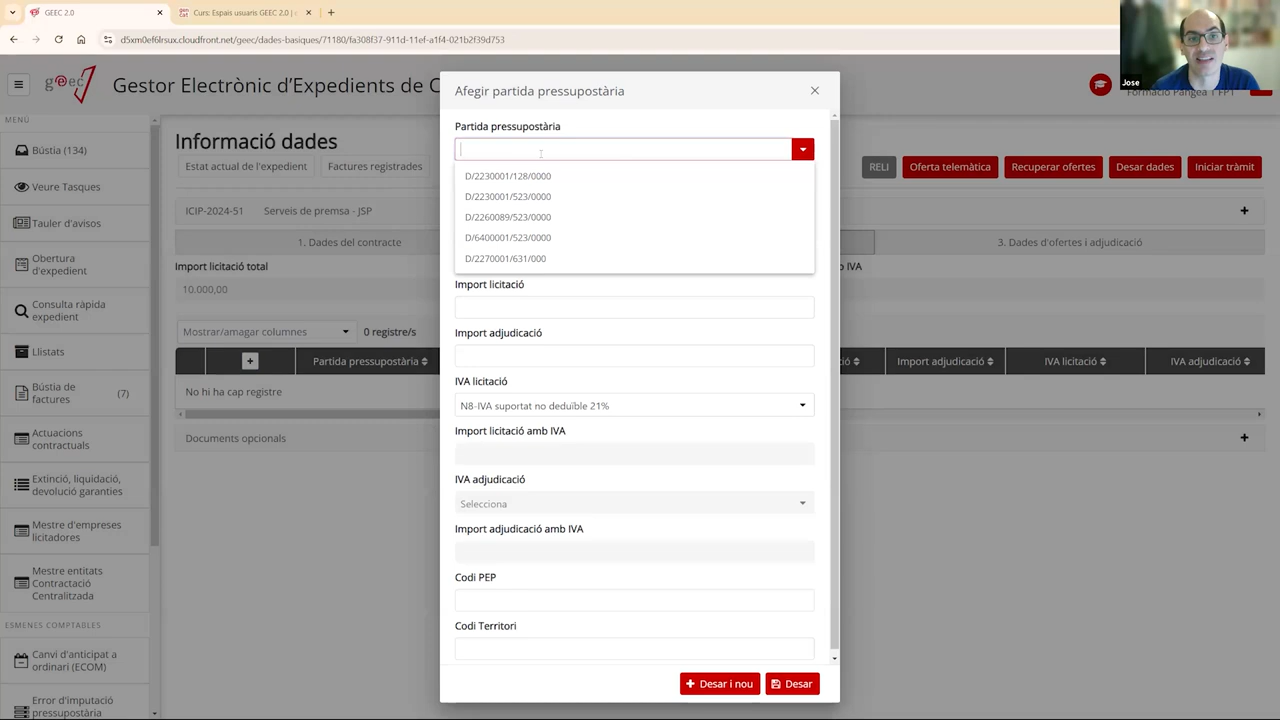 GEEC 2.0
Curs: Espais usuaris GEEC 2.0 | c
d5xm0ef6lrsux.cloudfront.net/geec/dades-basiques/71180/fa308f37-911d-11ef-a1f4-021b2f39d753
Jose
geec
Gestor Electrònic d'Expedients de C
Formació Pangea 1 FP1
MENÚ
Bústia (134)
Veure Tasques
Tauler d'avisos
Obertura
d'expedient
Consulta ràpida
expedient
Llistats
Bústia de
factures
(7)
Actuacions
contractuals
Extinció, liquidació,
devolució garanties
Mestre d'empreses
licitadores
Mestre entitats
Contractació
Centralitzada
ESMENES COMPTABLES
Canvi d'anticipat a
ordinari (ECOM)
Error d'imputació
pressupostària
Informació dades
Estat actual de l'expedient
Factures registrades
RELI
Oferta telemàtica
Recuperar ofertes
Desar dades
Iniciar tràmit
ICIP-2024-51
Serveis de premsa - JSP
1. Dades del contracte
3. Dades d'ofertes i adjudicació
Import licitació total
IVA
10.000,00
Mostrar/amagar columnes
0 registre/s
Partida pressupostària
Import adjudicació
IVA licitació
IVA adjudicació
No hi ha cap registre
Documents opcionals
Afegir partida pressupostària
Partida pressupostària
D/2230001/128/0000
D/2230001/523/0000
D/2260089/523/0000
D/6400001/523/0000
D/2270001/631/000
Import licitació
Import adjudicació
IVA licitació
N8-IVA suportat no deduïble 21%
Import licitació amb IVA
IVA adjudicació
Selecciona
Import adjudicació amb IVA
Codi PEP
Codi Territori
Desar i nou
Desar